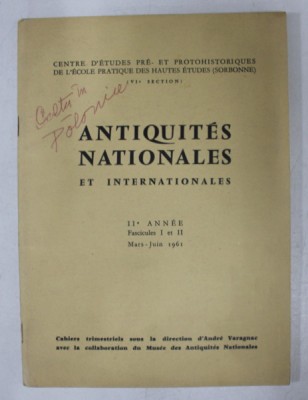 CENTRE D'ÉTUDES PRÉ- ET PROTOHISTORIQUES
DE L'ÉCOLE PRATIQUE DES HAUTES ÉTUDES (SORBONNE)
(VIe SECTION)
Polonice
ANTIQUITÉS
NATIONALES
ET INTERNATIONALES
IIe ANNÉE
Fascicules I et II
Mars-Juin 1961
Cahiers trimestriels sous la direction d'André Varagnac
avec la collaboration du Musée des Antiquités Nationales